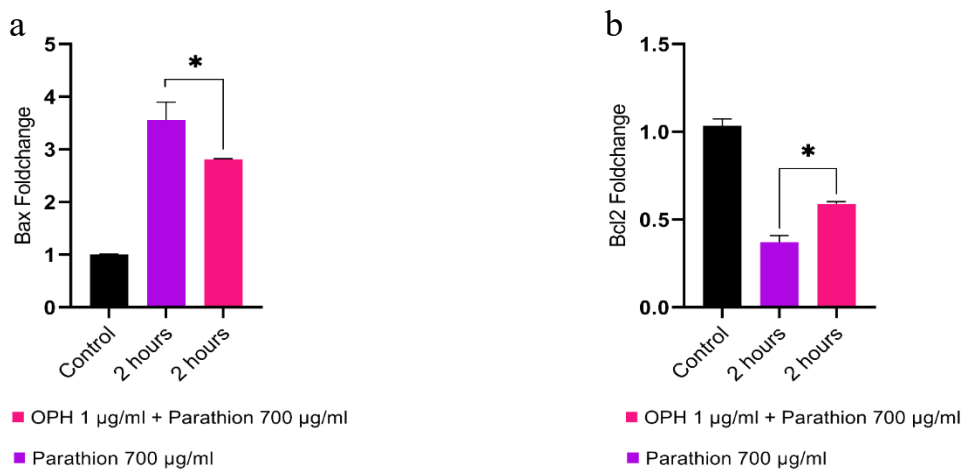 a
5
4
3
2
1
0
Bax Foldchange
*
Control
2 hours
2 hours
OPH 1 µg/ml + Parathion 700 µg/ml
Parathion 700 µg/ml
b
1.5
1.0
0.5
0.0
Bcl2 Foldchange
*
Control
2 hours
2 hours
OPH 1 µg/ml + Parathion 700 µg/ml
Parathion 700 µg/ml